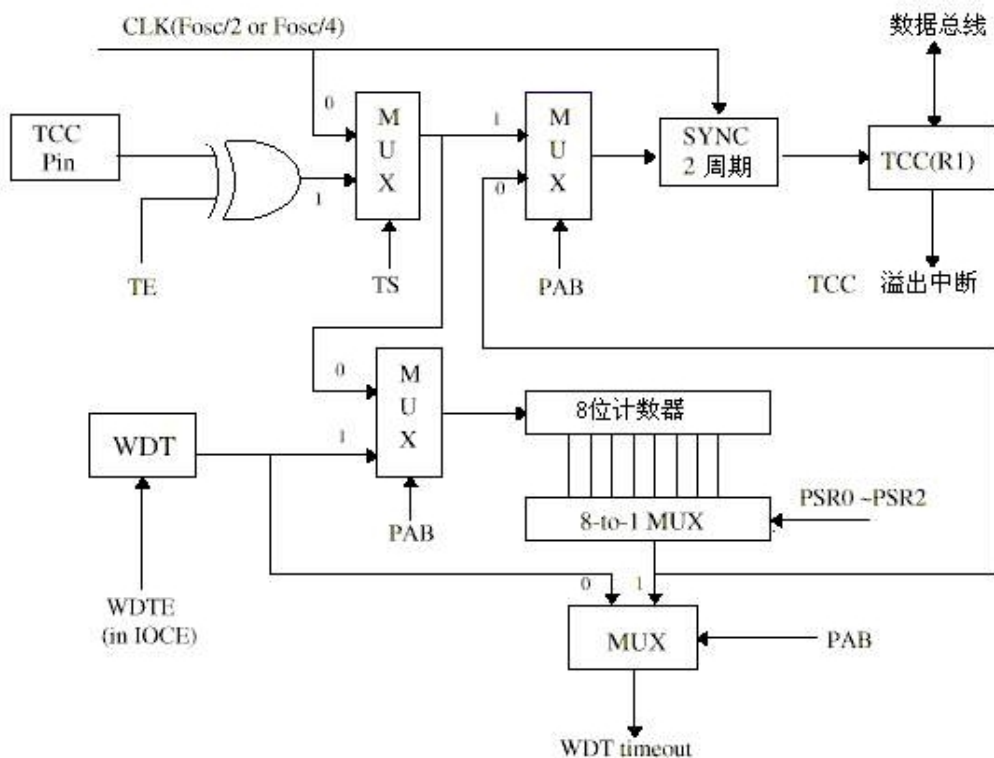 CLK(Fosc/2 or Fosc/4)
数据总线
0
M
U
X
1
M
U
X
TCC
Pin
SYNC
2 周期
TCC(R1)
1
0
TE
TS
PAB
TCC 溢出中断
0
M
U
X
8位计数器
WDT
1
PSR0 ~PSR2
8-to-1 MUX
PAB
0
1
WDTE
(in IOCE)
MUX
PAB
WDT timeout